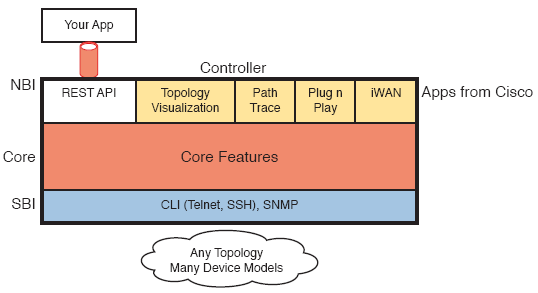 Your App
Controller
NBI
REST API
Topology
Visualization
Path
Trace
Plug n
Play
iWAN
Apps from Cisco
Core
Core Features
SBI
CLI (Telnet, SSH), SNMP
Any Topology
Many Device Models